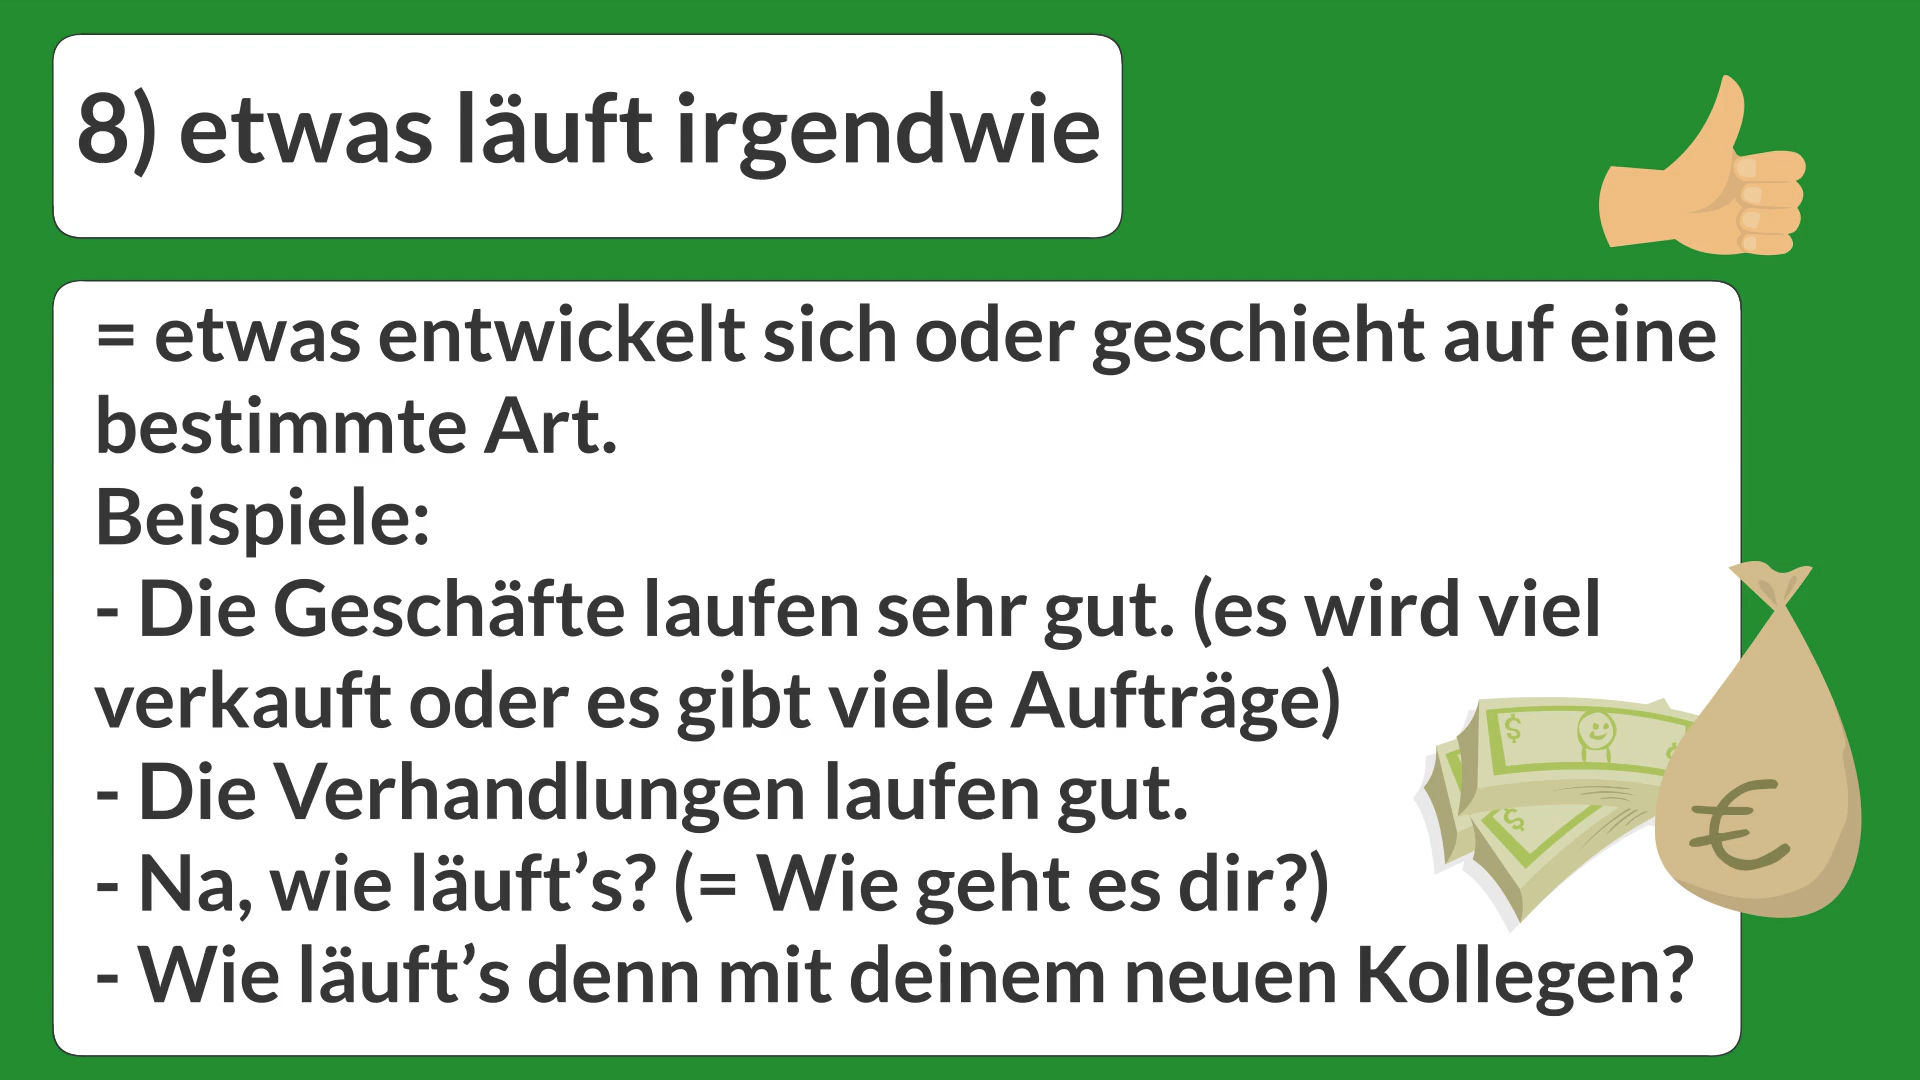 8) etwas läuft irgendwie
= etwas entwickelt sich oder geschieht auf eine
bestimmte Art.
Beispiele:
- Die Geschäfte laufen sehr gut. (es wird viel
verkauft oder es gibt viele Aufträge)
- Die Verhandlungen laufen gut.
- Na, wie läuft’s? (= Wie geht es dir?)
- Wie läuft’s denn mit deinem neuen Kollegen?
$
$
$
€